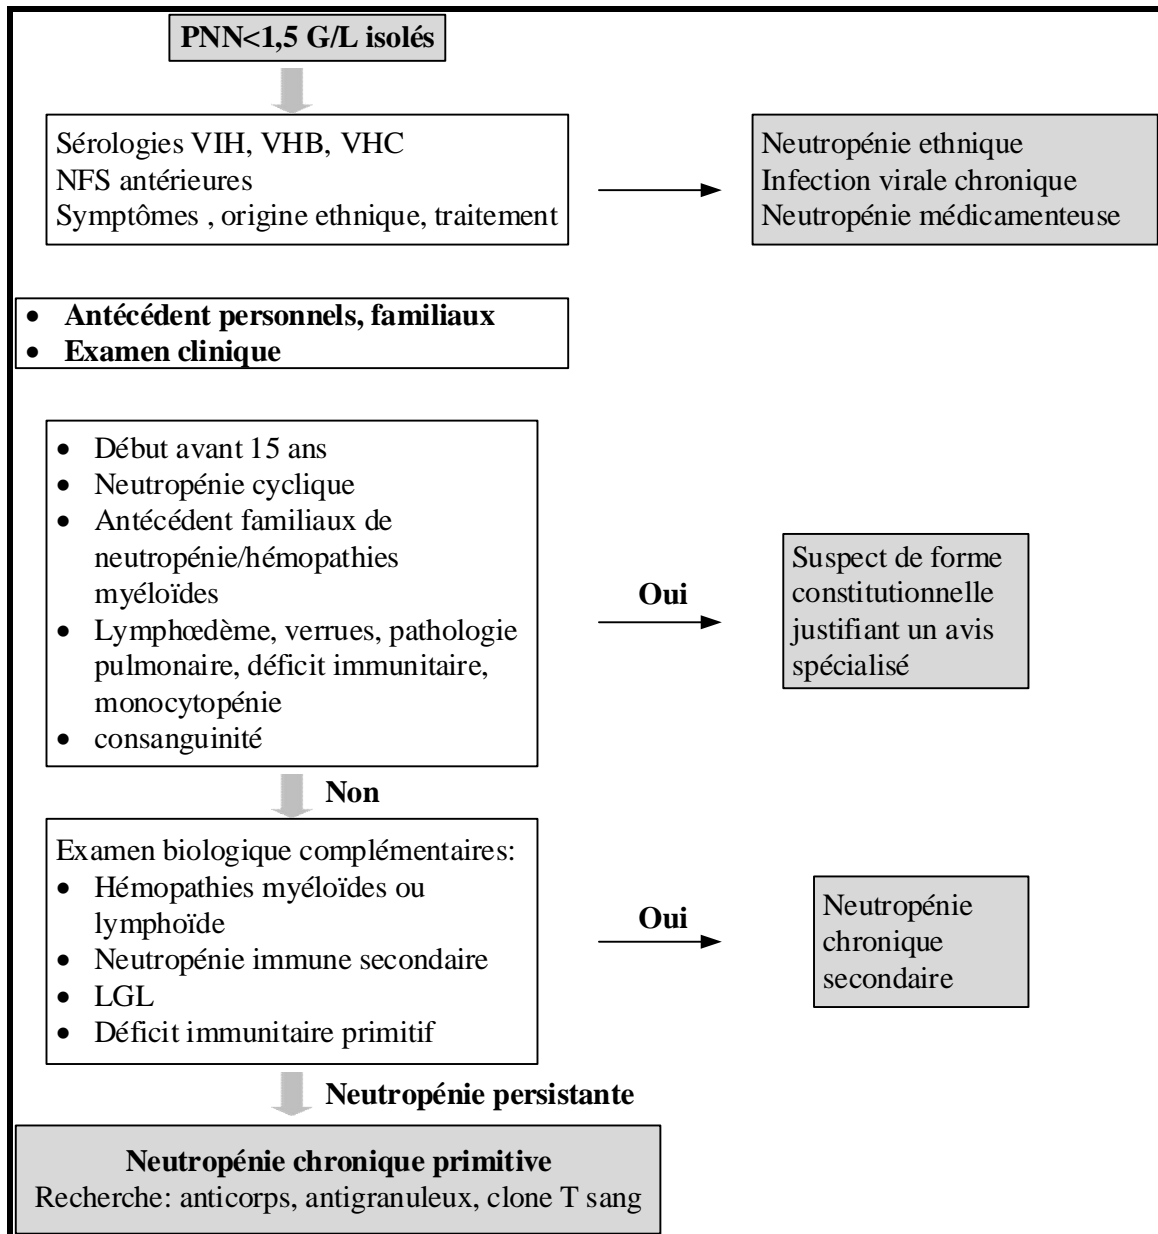 PNN<1,5 G/L isolés
Sérologies VIH, VHB, VHC
NFS antérieures
Symptômes , origine ethnique, traitement
Neutropénie ethnique
Infection virale chronique
Neutropénie médicamenteuse
• Antécédent personnels, familiaux
• Examen clinique
• Début avant 15 ans
• Neutropénie cyclique
• Antécédent familiaux de
neutropénie/hémopathies
myéloïdes
• Lymphœdème, verrues, pathologie
pulmonaire, déficit immunitaire,
monocytopénie
• consanguinité
Oui
Suspect de forme
constitutionnelle
justifiant un avis
spécialisé
Non
Examen biologique complémentaires:
• Hémopathies myéloïdes ou
lymphoïde
• Neutropénie immune secondaire
• LGL
• Déficit immunitaire primitif
Oui
Neutropénie
chronique
secondaire
Neutropénie persistante
Neutropénie chronique primitive
Recherche: anticorps, antigranuleux, clone T sang